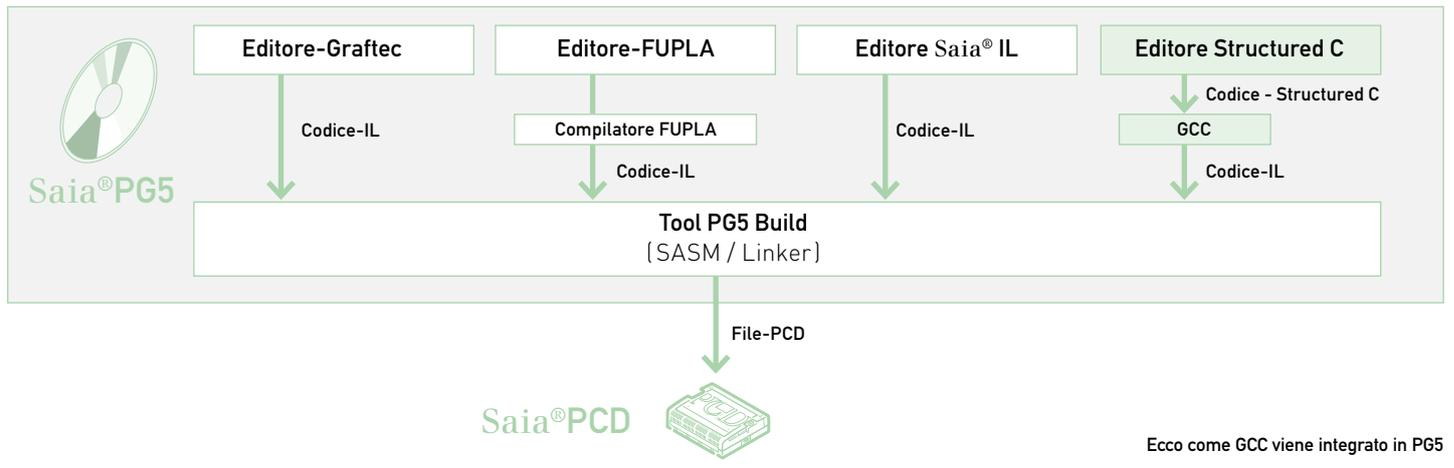 Editore-Graftec
Editore-FUPLA
Editore Saia® IL
Editore Structured C
Codice - Structured C
Codice-IL
Compilatore FUPLA
Codice-IL
GCC
Codice-IL
Codice-IL
Saia®PG5
Tool PG5 Build
(SASM / Linker)
File-PCD
PCD
Saia®PCD
Ecco come GCC viene integrato in PG5